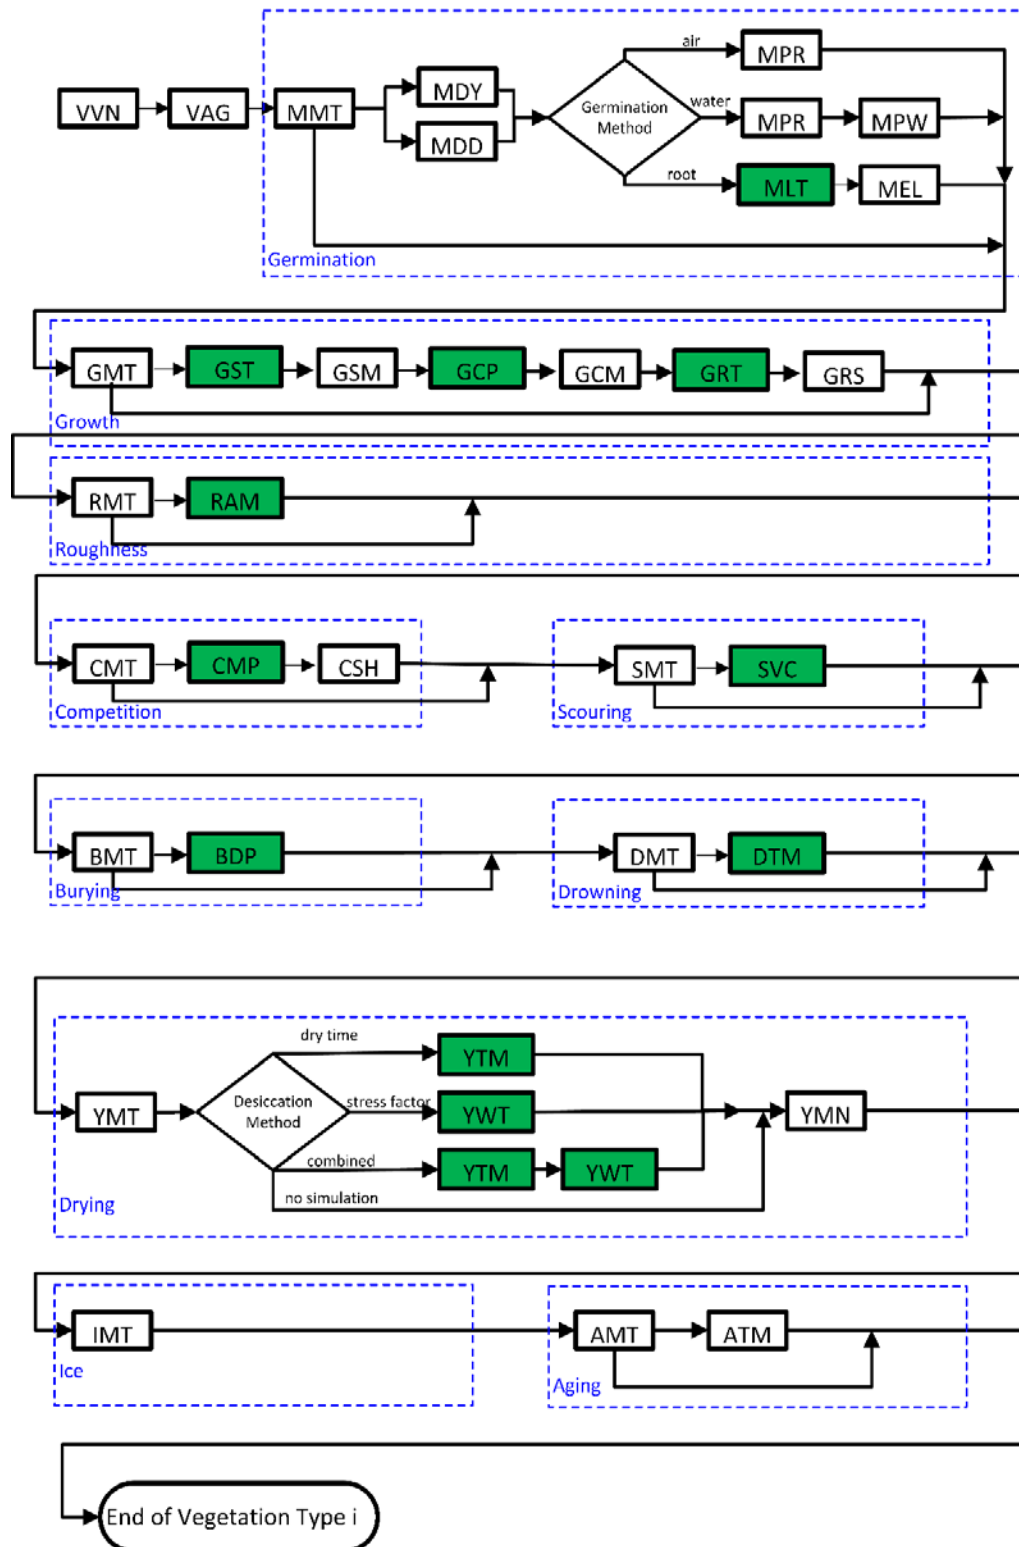 air
MPR
VVN
VAG
MMT
MDY
MDD
Germination
Method
water
MPR
MPW
root
MLT
MEL
Germination
GMT
GST
GSM
GCP
GCM
GRT
GRS
Growth
RMT
RAM
Roughness
CMT
CMP
CSH
Competition
SMT
SVC
Scouring
BMT
BDP
Burying
DMT
DTM
Drowning
dry time
YTM
YMT
Desiccation
Method
stress factor
YWT
YMN
combined
YTM
YWT
no simulation
Drying
IMT
Ice
AMT
ATM
Aging
End of Vegetation Type i